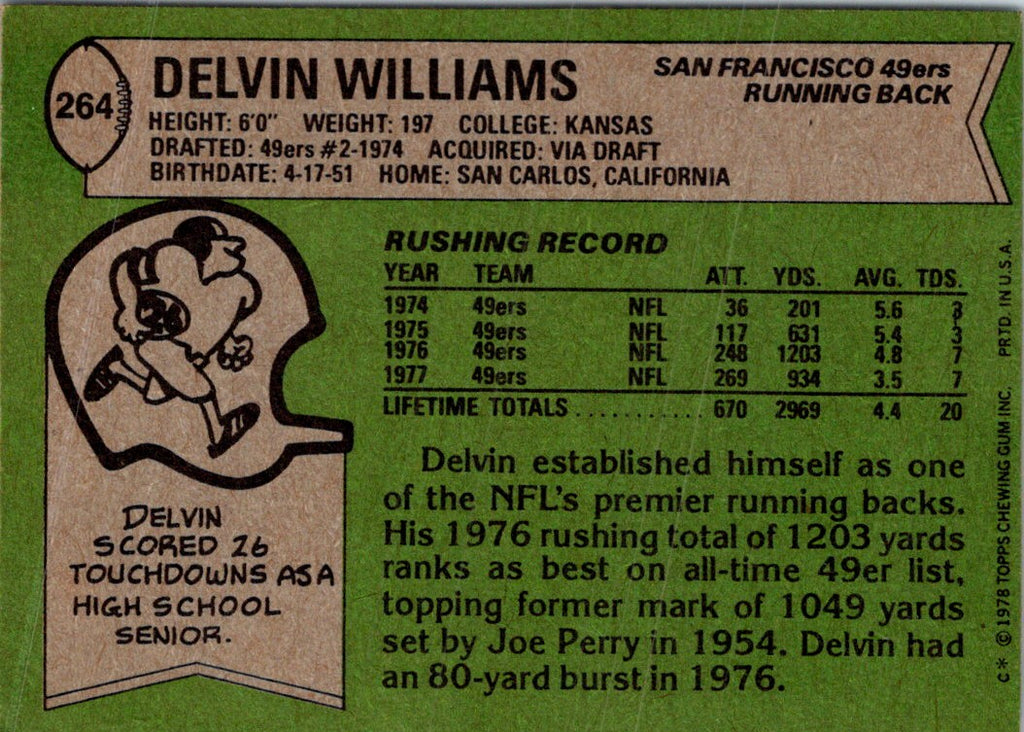 264
DELVIN WILLIAMS
SAN FRANCISCO 49ers
RUNNING BACK
HEIGHT: 6'0" WEIGHT: 197 COLLEGE: KANSAS
DRAFTED: 49ers #2-1974 ACQUIRED: VIA DRAFT
BIRTHDATE: 4-17-51 HOME: SAN CARLOS, CALIFORNIA
RUSHING RECORD
YEAR TEAM ATT. YDS. AVG. TDS.
1974 49ers NFL 36 201 5.6 3
1975 49ers NFL 117 631 5.4 3
1976 49ers NFL 248 1203 4.8 7
1977 49ers NFL 269 934 3.5 7
LIFETIME TOTALS........... 670 2969 4.4 20
Delvin established himself as one
of the NFL's premier running backs.
His 1976 rushing total of 1203 yards
ranks as best on all-time 49er list,
topping former mark of 1049 yards
set by Joe Perry in 1954. Delvin had
an 80-yard burst in 1976.
26
DELVIN
SCORED 26
TOUCHDOWNS AS A
HIGH SCHOOL
SENIOR.
C* © 1978 TOPPS CHEWING GUM INC. PRTD. IN U.S.A.